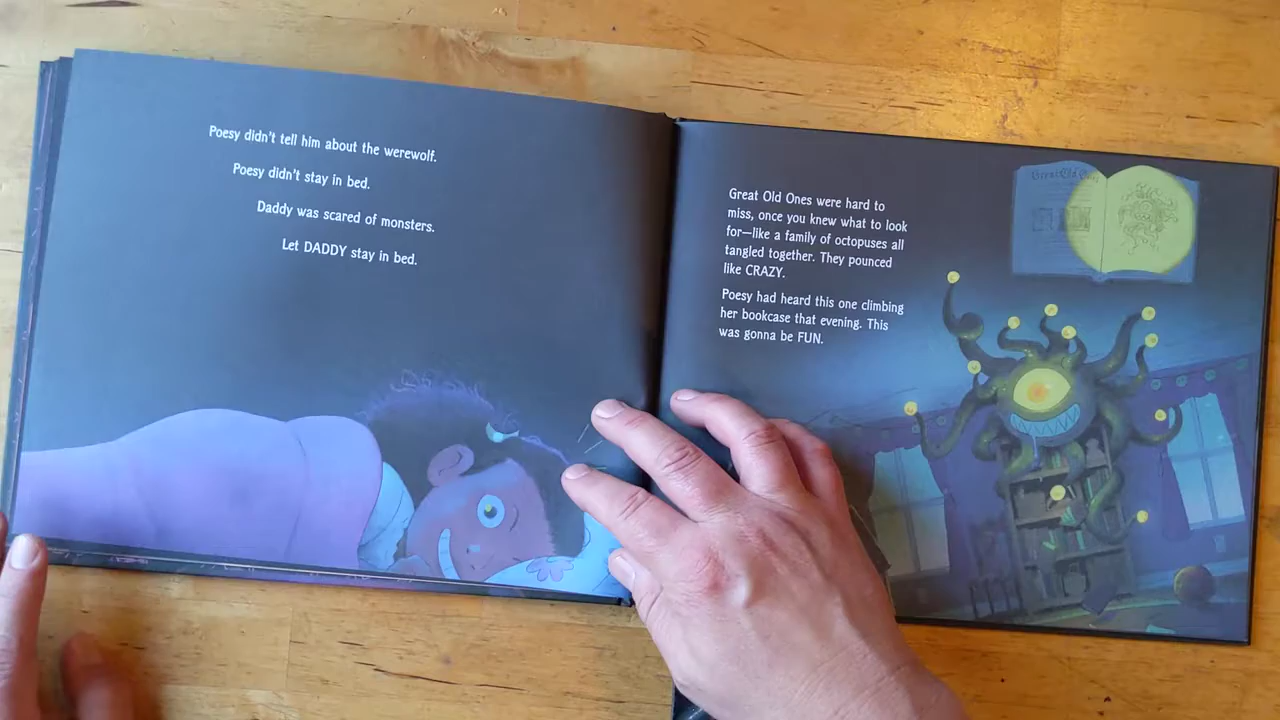 Poesy didn't tell him about the werewolf.
Poesy didn't stay in bed.
Daddy was scared of monsters.
Let DADDY stay in bed.
Great Old Ones were hard to
miss, once you knew what to look
for—like a family of octopuses all
tangled together. They pounced
like CRAZY.
Poesy had heard this one climbing
her bookcase that evening. This
was gonna be FUN.
Great Old Ones